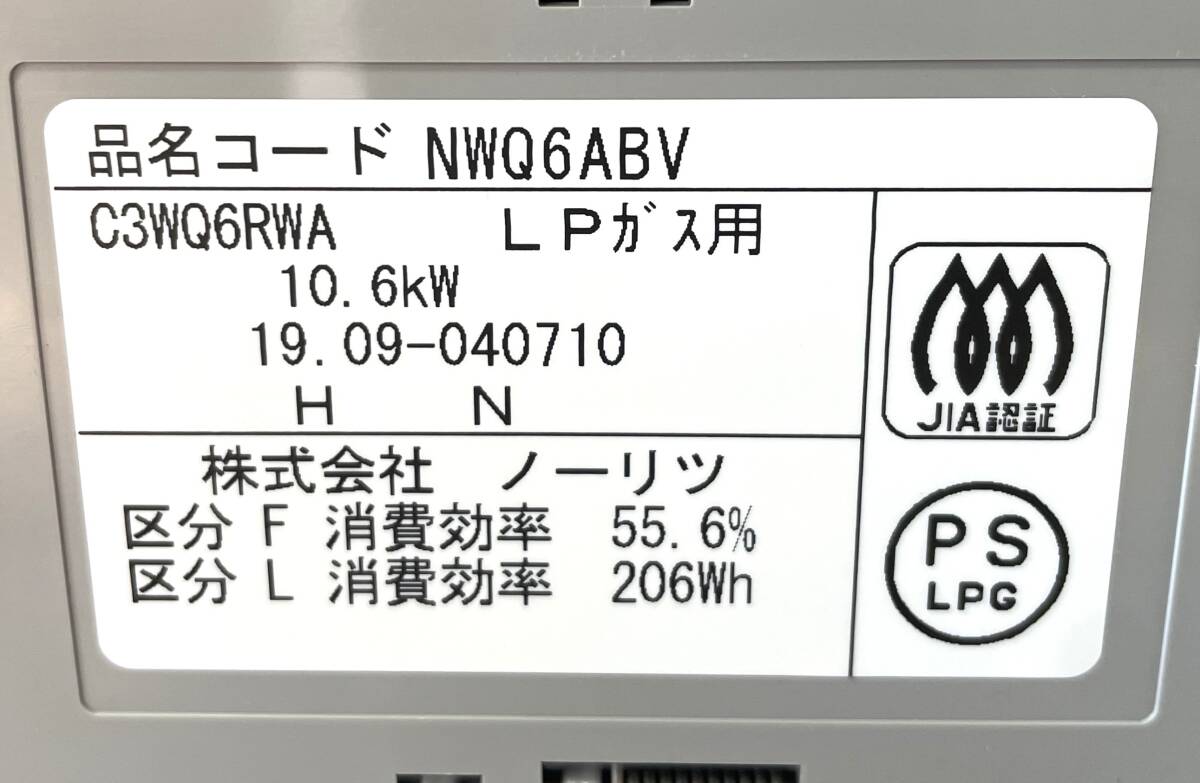 品名コード NWQ6ABV
C3WQ6RWA LPガス用
10.6kW
19.09-040710
H N
株式会社 ノーリツ
区分 F 消費効率 55.6%
区分 L 消費効率 206Wh
JIA認証
PS
LPG